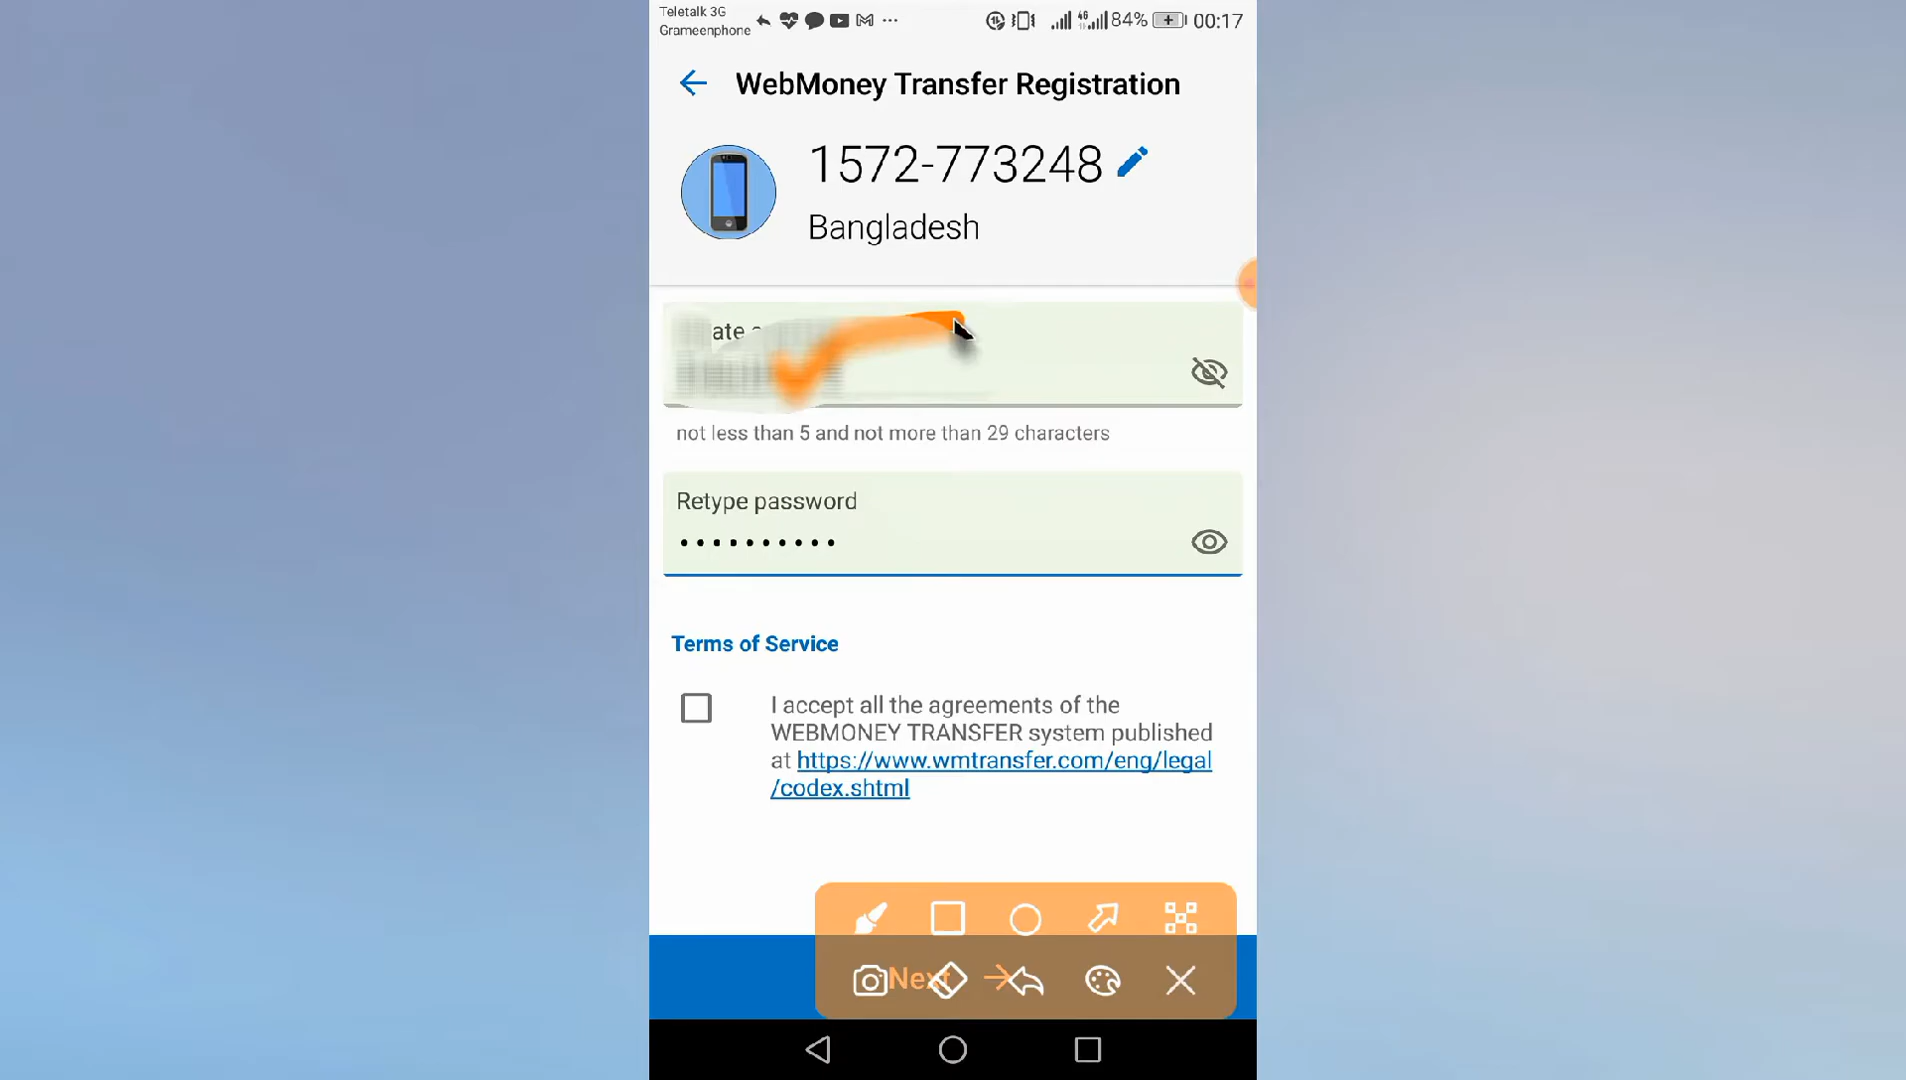 Teletalk 3G
Grameenphone
4G
84%
00:17
WebMoney Transfer Registration
1572-773248
Bangladesh
not less than 5 and not more than 29 characters
Retype password
••••••••••
Terms of Service
I accept all the agreements of the
WEBMONEY TRANSFER system published
at https://www.wmtransfer.com/eng/legal
/codex.shtml
Next